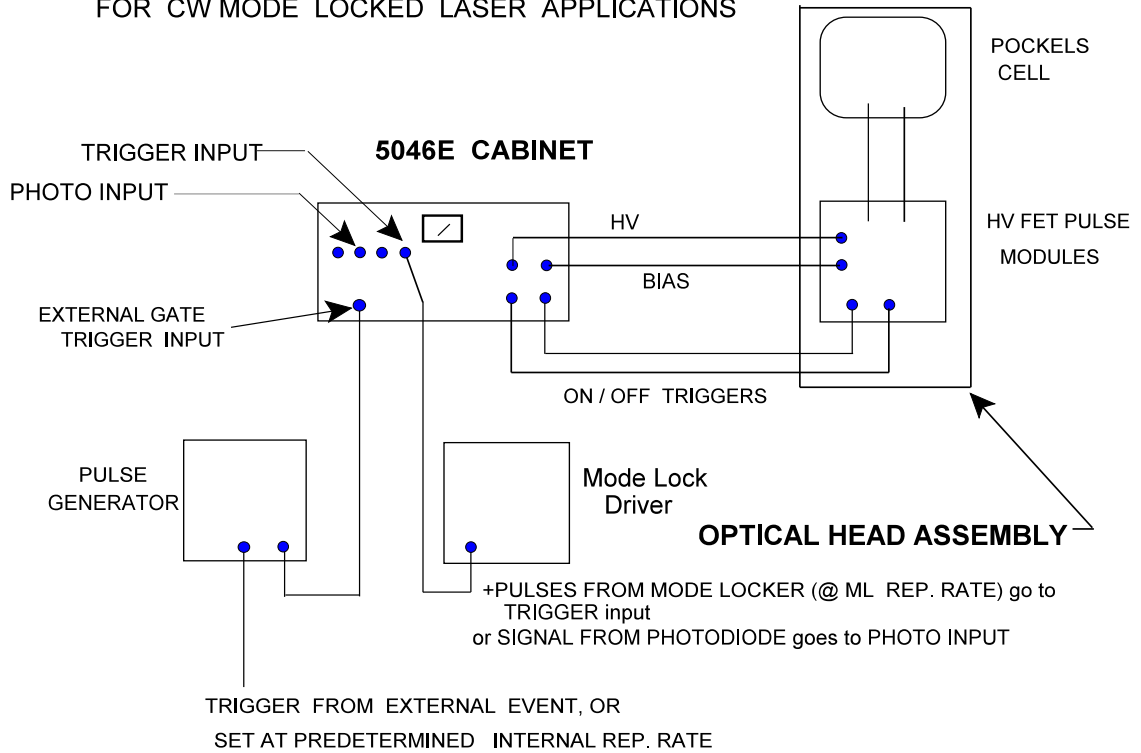 FOR CW MODE LOCKED LASER APPLICATIONS
POCKELS
CELL
TRIGGER INPUT
5046E CABINET
PHOTO INPUT
HV
HV FET PULSE
MODULES
BIAS
EXTERNAL GATE
TRIGGER INPUT
ON / OFF TRIGGERS
PULSE
GENERATOR
Mode Lock
Driver
OPTICAL HEAD ASSEMBLY
+PULSES FROM MODE LOCKER (@ ML REP. RATE) go to
TRIGGER input
or SIGNAL FROM PHOTODIODE goes to PHOTO INPUT
TRIGGER FROM EXTERNAL EVENT, OR
SET AT PREDETERMINED INTERNAL REP. RATE